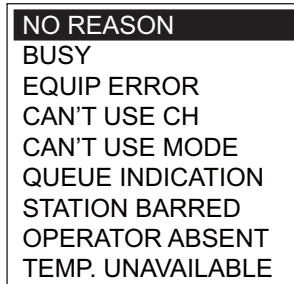 NO REASON
BUSY
EQUIP ERROR
CAN'T USE CH
CAN'T USE MODE
QUEUE INDICATION
STATION BARRED
OPERATOR ABSENT
TEMP. UNAVAILABLE